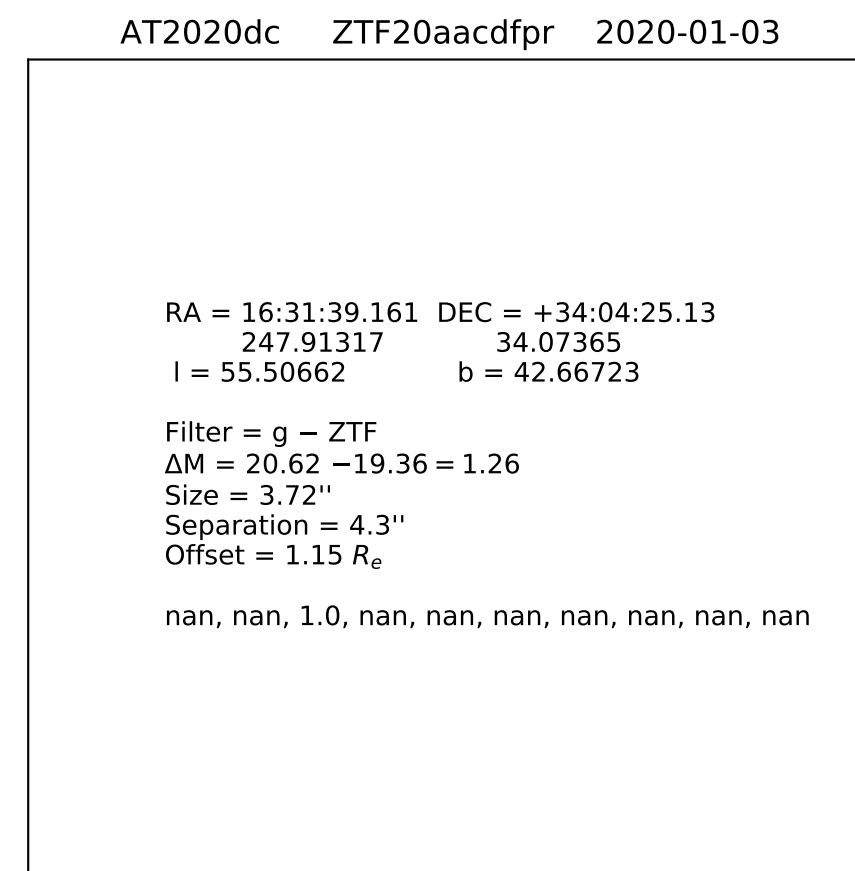 AT2020dc ZTF20aacdfpr 2020-01-03
RA = 16:31:39.161 DEC = +34:04:25.13
247.91317 34.07365
l = 55.50662 b = 42.66723
Filter = g − ZTF
ΔM = 20.62 −19.36 = 1.26
Size = 3.72''
Separation = 4.3''
Offset = 1.15 Rₑ
nan, nan, 1.0, nan, nan, nan, nan, nan, nan, nan